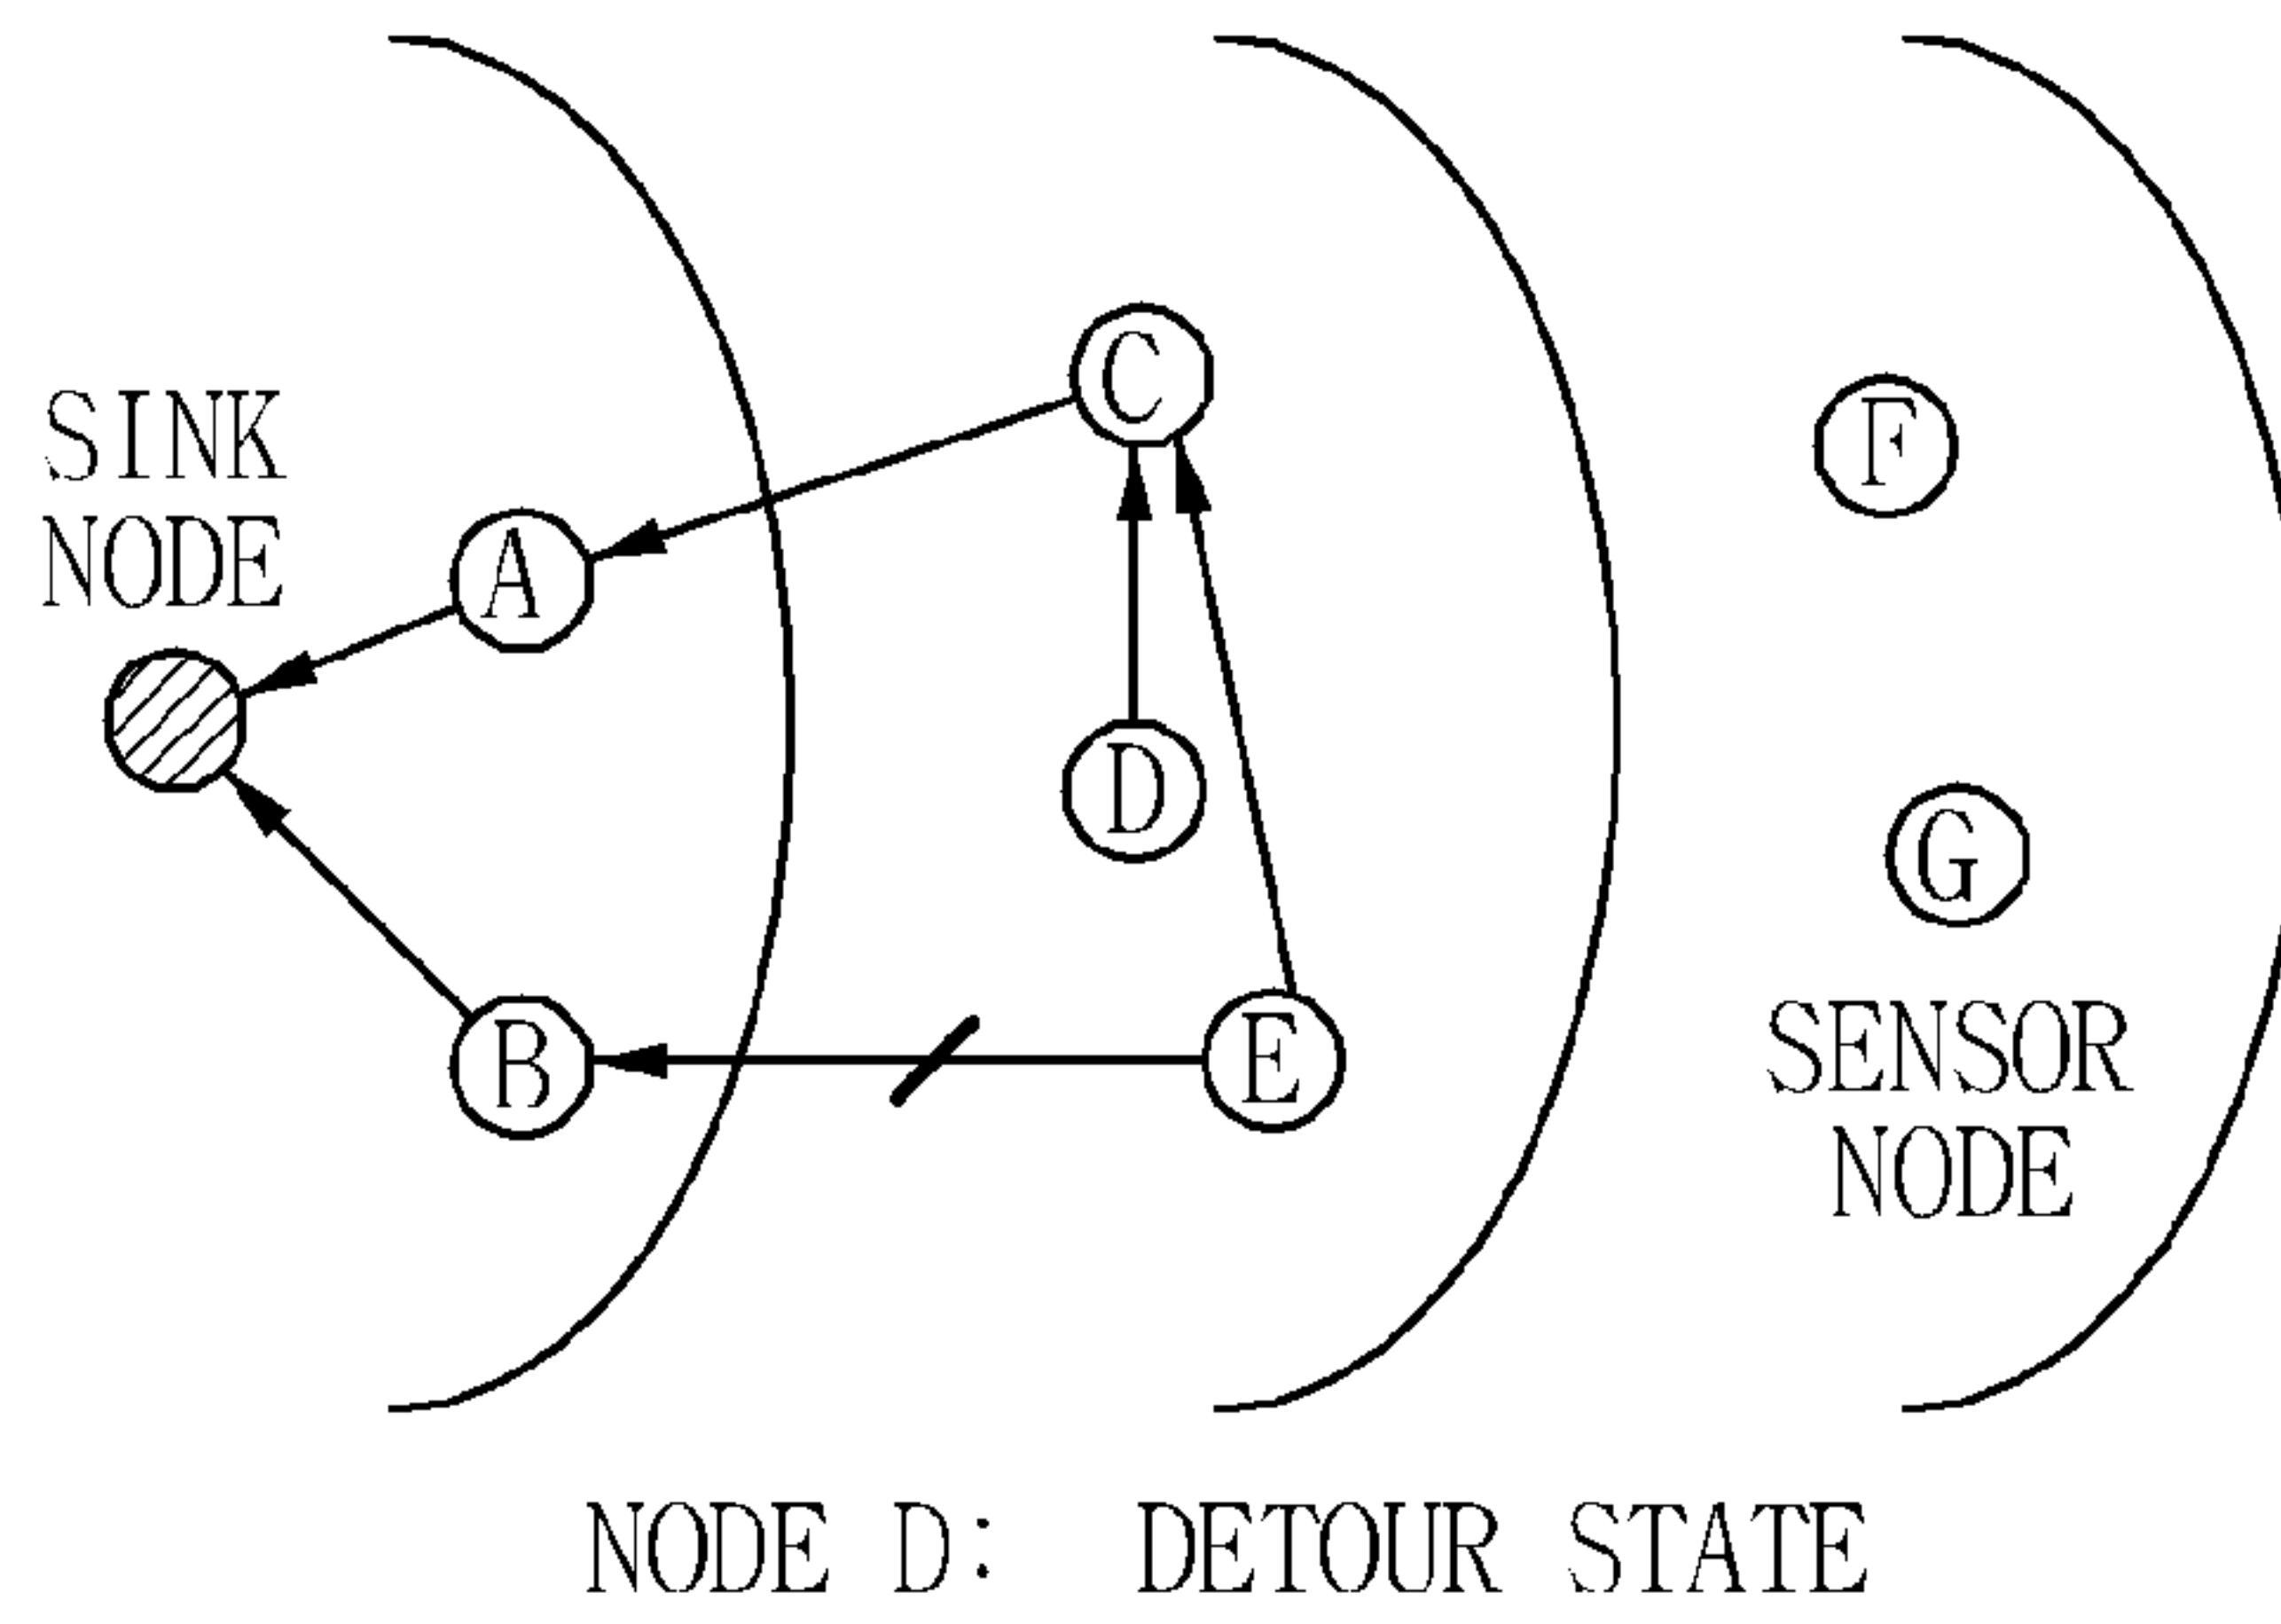 SINK
NODE
A
B
C
D
E
F
G
SENSOR
NODE
NODE D: DETOUR STATE